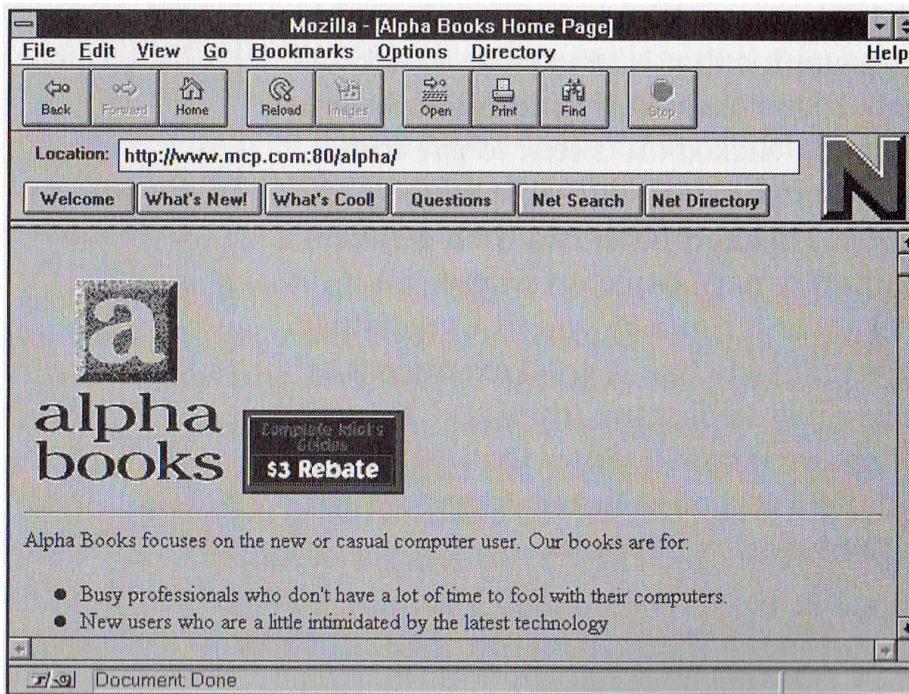 Mozilla - [Alpha Books Home Page]
File Edit View Go Bookmarks Options Directory Help
Back Forward Home Reload Images Open Print Find Stop
Location: http://www.mcp.com:80/alpha/
N
Welcome What's New! What's Cool! Questions Net Search Net Directory
a
alpha
books
Complete Idiot's
Guides
$3 Rebate
Alpha Books focuses on the new or casual computer user. Our books are for:
● Busy professionals who don't have a lot of time to fool with their computers.
● New users who are a little intimidated by the latest technology
Document: Done